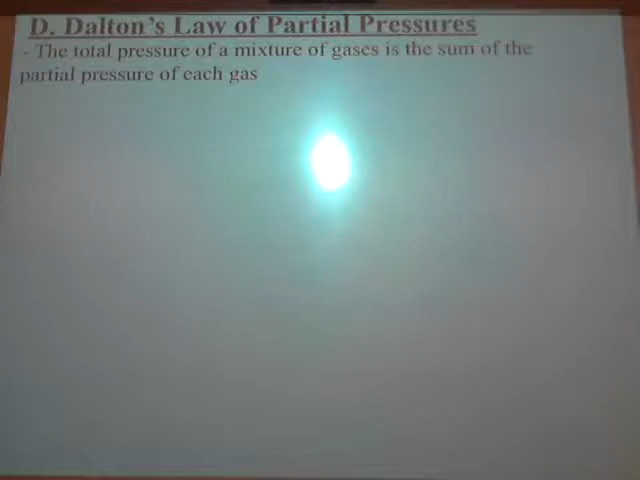 D. Dalton's Law of Partial Pressures
- The total pressure of a mixture of gases is the sum of the
partial pressure of each gas